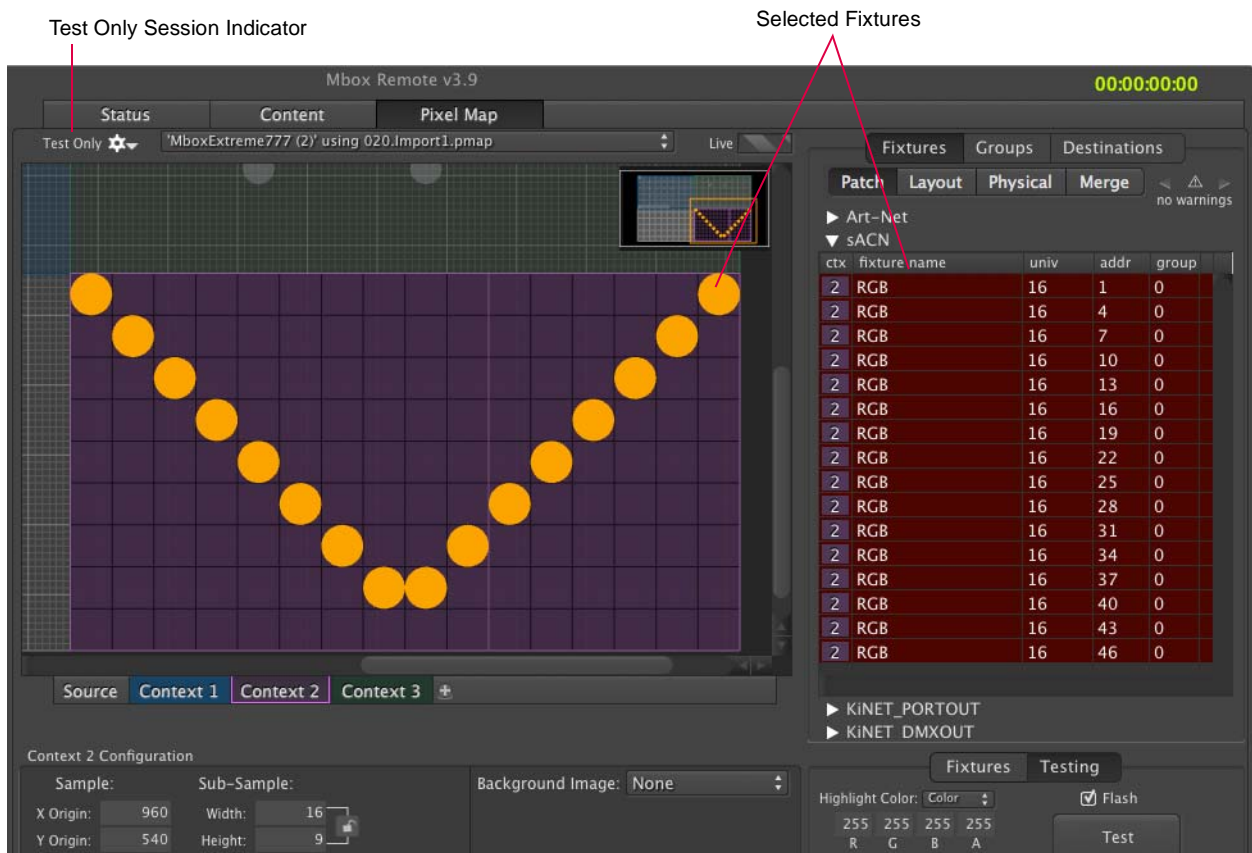 Test Only Session Indicator
Selected Fixtures
Mbox Remote v3.9
00:00:00:00
Status Content Pixel Map
Test Only 'MboxExtreme777 (2)' using 020.Import1.pmap Live
Fixtures Groups Destinations
Patch Layout Physical Merge
no warnings
Art-Net
sACN
ctx fixture name univ addr group
2 RGB 16 1 0
2 RGB 16 4 0
2 RGB 16 7 0
2 RGB 16 10 0
2 RGB 16 13 0
2 RGB 16 16 0
2 RGB 16 19 0
2 RGB 16 22 0
2 RGB 16 25 0
2 RGB 16 28 0
2 RGB 16 31 0
2 RGB 16 34 0
2 RGB 16 37 0
2 RGB 16 40 0
2 RGB 16 43 0
2 RGB 16 46 0
KiNET_PORTOUT
KiNET DMXOUT
Source Context 1 Context 2 Context 3
Context 2 Configuration
Sample: Sub-Sample:
X Origin: 960 Width: 16
Y Origin: 540 Height: 9
Background Image: None
Fixtures Testing
Highlight Color: Color Flash
255 255 255 255
R G B A
Test